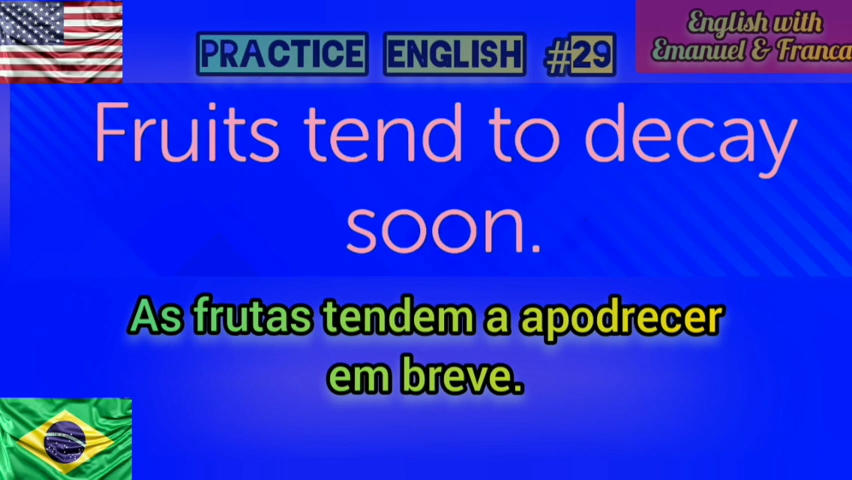 PRACTICE ENGLISH #29
English with
Emanuel & Franca
Fruits tend to decay
soon.
As frutas tendem a apodrecer
em breve.